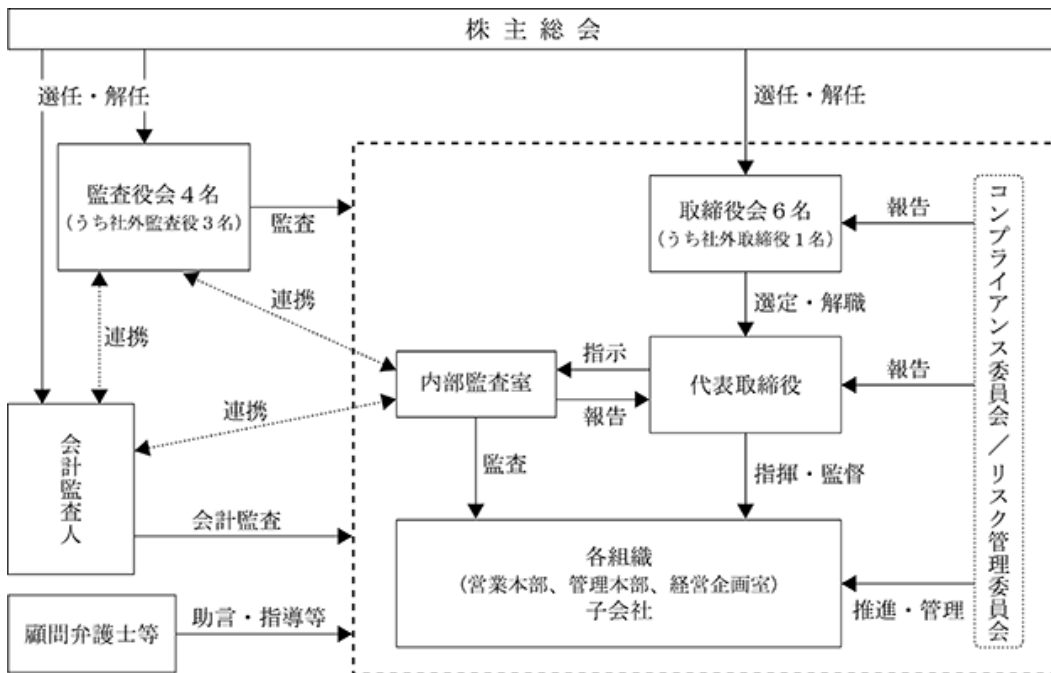 株主総会
選任・解任
選任・解任
監査役会4名
(うち社外監査役3名)
監査
取締役会6名
(うち社外取締役1名)
報告
コンプライアンス委員会/リスク管理委員会
連携
連携
選定・解職
内部監査室
指示
報告
代表取締役
報告
連携
会計監査人
監査
指揮・監督
会計監査
各組織
(営業本部、管理本部、経営企画室)
子会社
推進・管理
顧問弁護士等
助言・指導等